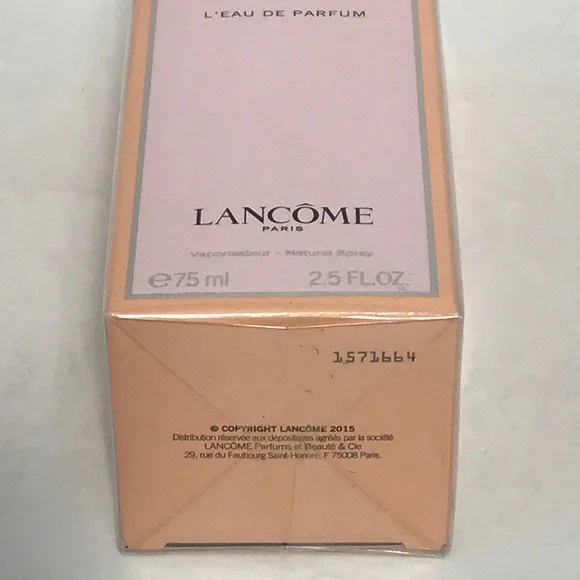 L'EAU DE PARFUM
LANCÔME
PARIS
Vaporisateur - Natural Spray
e 75 ml 2.5 FL.OZ.
1571664
© COPYRIGHT LANCÔME 2015
Distribution réservée aux dépositaires agréés par la société
LANCÔME Parfums et Beauté & Cie
29, rue du Faubourg Saint-Honoré, F 75008 Paris.